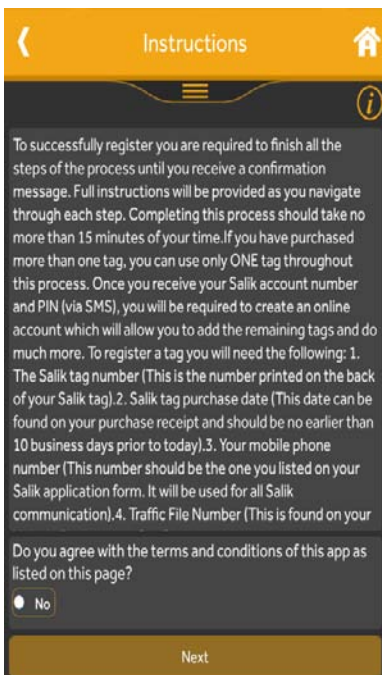 Instructions
i
To successfully register you are required to finish all the
steps of the process until you receive a confirmation
message. Full instructions will be provided as you navigate
through each step. Completing this process should take no
more than 15 minutes of your time.If you have purchased
more than one tag, you can use only ONE tag throughout
this process. Once you receive your Salik account number
and PIN (via SMS), you will be required to create an online
account which will allow you to add the remaining tags and do
much more. To register a tag you will need the following: 1.
The Salik tag number (This is the number printed on the back
of your Salik tag).2. Salik tag purchase date (This date can be
found on your purchase receipt and should be no earlier than
10 business days prior to today).3. Your mobile phone
number (This number should be the one you listed on your
Salik application form. It will be used for all Salik
communication).4. Traffic File Number (This is found on your
Do you agree with the terms and conditions of this app as
listed on this page?
No
Next